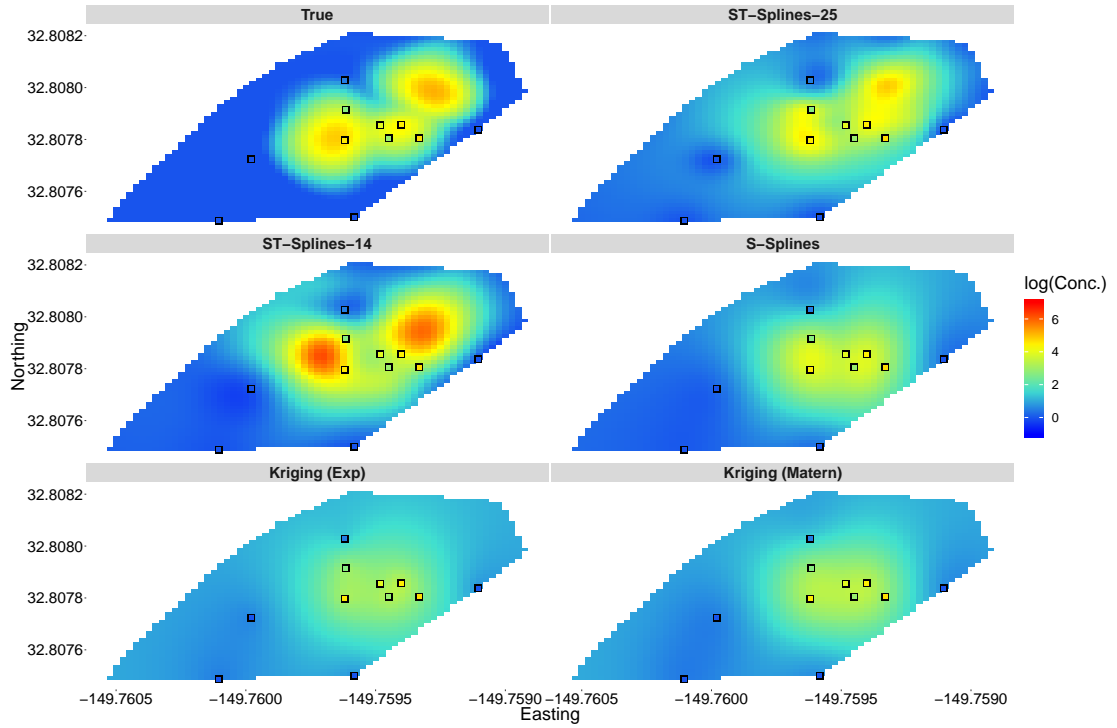 True
ST−Splines−25
32.8082
32.8080
32.8078
32.8076
ST−Splines−14
S−Splines
32.8082
32.8080
32.8078
32.8076
log(Conc.)
6
4
2
0
Northing
Kriging (Exp)
Kriging (Matern)
32.8082
32.8080
32.8078
32.8076
−149.7605
−149.7600
−149.7595
−149.7590
−149.7605
−149.7600
−149.7595
−149.7590
Easting